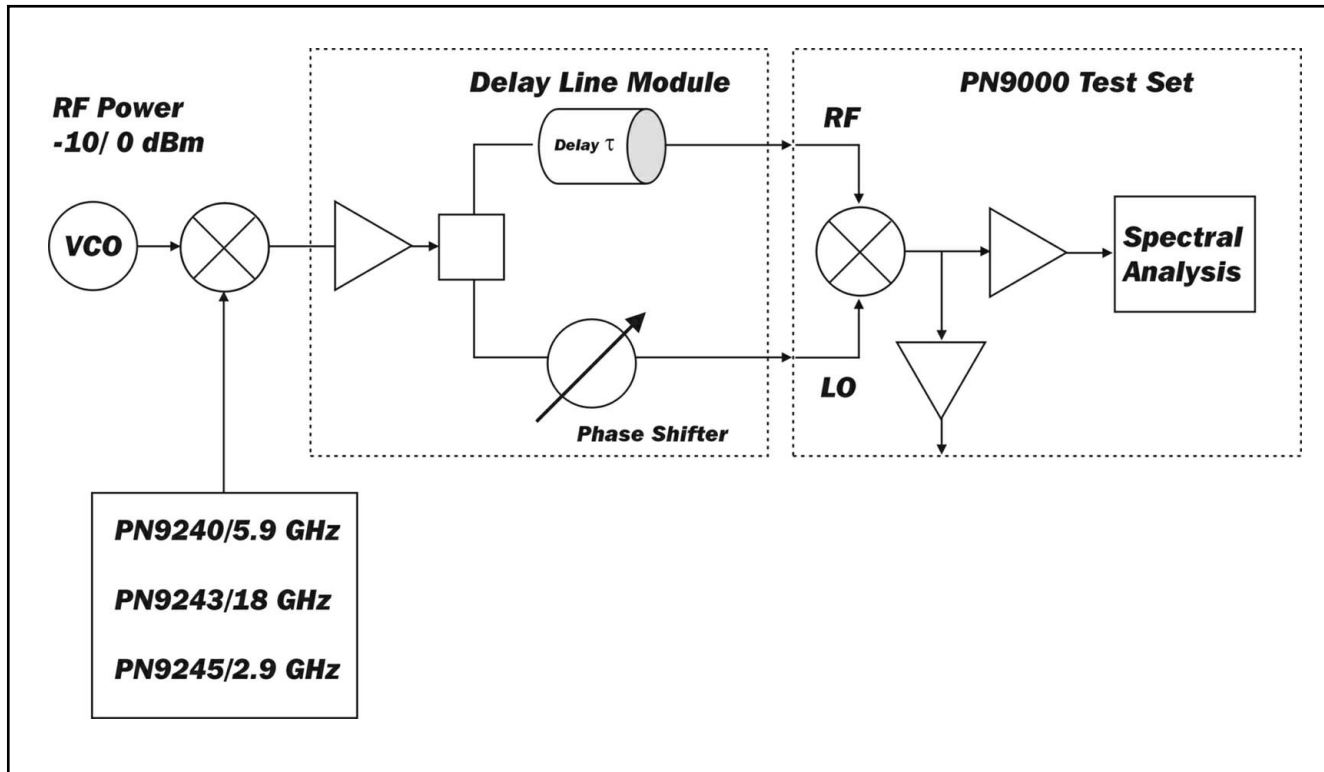 Delay Line Module
PN9000 Test Set
RF Power
-10/ 0 dBm
RF
Delay τ
VCO
Spectral
Analysis
LO
Phase Shifter
PN9240/5.9 GHz
PN9243/18 GHz
PN9245/2.9 GHz